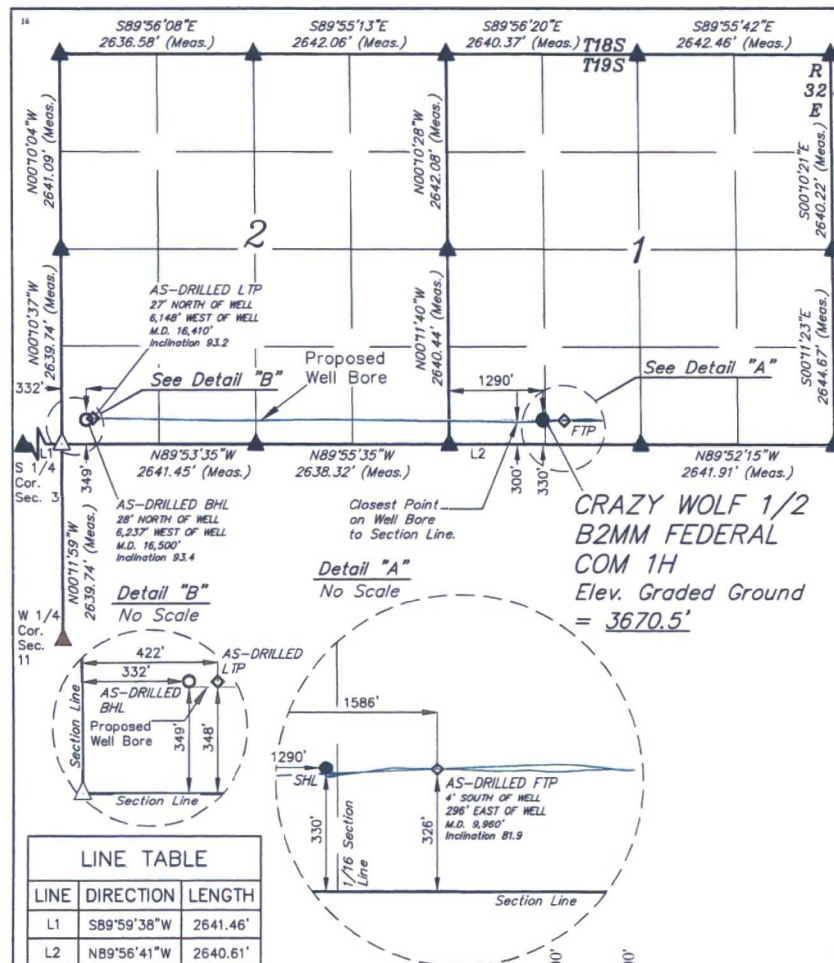 16
S89°56'08"E
2636.58' (Meas.)
S89°55'13"E
2642.06' (Meas.)
S89°56'20"E
2640.37' (Meas.)
T18S
T19S
S89°55'42"E
2642.46' (Meas.)
R
32
E
N00°10'04"W
2641.09' (Meas.)
N00°10'28"W
2642.08' (Meas.)
S00°10'21"E
2640.22' (Meas.)
2
1
N00°10'37"W
2639.74' (Meas.)
AS-DRILLED LTP
27' NORTH OF WELL
6,148' WEST OF WELL
M.D. 16,410'
Inclination 93.2
N00°11'40"W
2640.44' (Meas.)
S00°11'23"E
2644.67' (Meas.)
332'
See Detail "B"
Proposed
Well Bore
1290'
See Detail "A"
FTP
L1
S 1/4
Cor.
Sec. 3
349'
N89°53'35"W
2641.45' (Meas.)
N89°55'35"W
2638.32' (Meas.)
L2
300'
330'
N89°52'15"W
2641.91' (Meas.)
AS-DRILLED BHL
28' NORTH OF WELL
6,237' WEST OF WELL
M.D. 16,500'
Inclination 93.4
Closest Point
on Well Bore
to Section Line.
CRAZY WOLF 1/2
B2MM FEDERAL
COM 1H
Elev. Graded Ground
= 3670.5'
N00°11'59"W
2639.74' (Meas.)
W 1/4
Cor.
Sec.
11
Detail "B"
No Scale
422'
332'
AS-DRILLED
LTP
AS-DRILLED
BHL
Proposed
Well Bore
349'
348'
Section Line
Section Line
Detail "A"
No Scale
1586'
1290'
SHL
AS-DRILLED FTP
4' SOUTH OF WELL
296' EAST OF WELL
M.D. 9,960'
Inclination 81.9
330'
1/16 Section
Line
326'
Section Line
LINE TABLE
LINE DIRECTION LENGTH
L1 S89°59'38"W 2641.46'
L2 N89°56'41"W 2640.61'